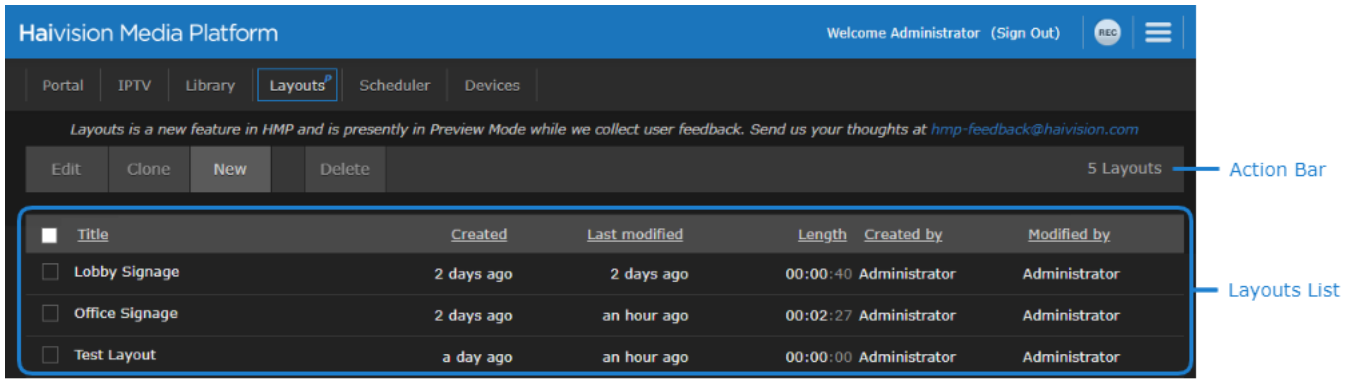 Haivision Media Platform Welcome Administrator (Sign Out) REC
Portal IPTV Library Layouts P Scheduler Devices
Layouts is a new feature in HMP and is presently in Preview Mode while we collect user feedback. Send us your thoughts at hmp-feedback@haivision.com
Edit Clone New Delete 5 Layouts Action Bar
Title Created Last modified Length Created by Modified by
Lobby Signage 2 days ago 2 days ago 00:00:40 Administrator Administrator
Layouts List
Office Signage 2 days ago an hour ago 00:02:27 Administrator Administrator
Test Layout a day ago an hour ago 00:00:00 Administrator Administrator